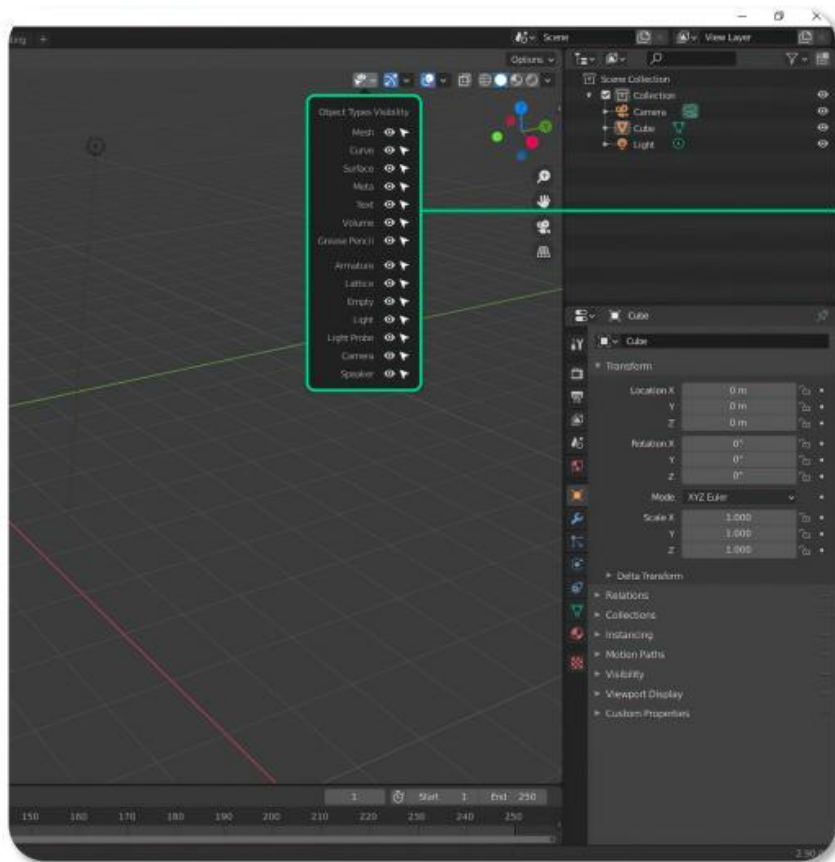 Scene
View Layer
Options
Object Types Visibility
Mesh
Curve
Surface
Meta
Text
Volume
Grease Pencil
Armature
Lattice
Empty
Light
Light Probe
Camera
Speaker
Scene Collection
Collection
Camera
Cube
Light
Cube
Cube
Transform
Location X 0 m
Y 0 m
Z 0 m
Rotation X 0°
Y 0°
Z 0°
Mode XYZ Euler
Scale X 1.000
Y 1.000
Z 1.000
Delta Transform
Relations
Collections
Instancing
Motion Paths
Visibility
Viewport Display
Custom Properties
1 Start 1 End 250
150 160 170 180 190 200 210 220 230 240 250